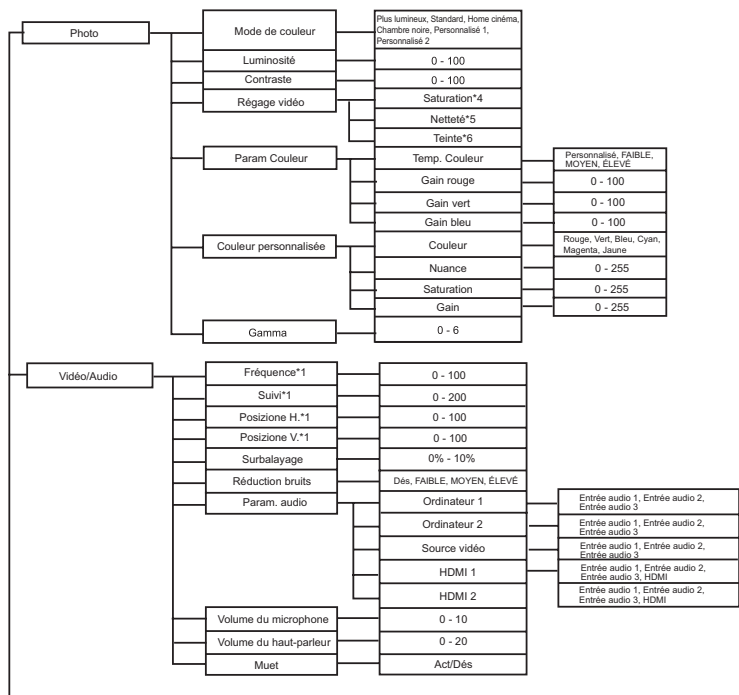 Photo
Mode de couleur
Plus lumineux, Standard, Home cinéma,
Chambre noire, Personnalisé 1,
Personnalisé 2
Luminosité
0 - 100
Contraste
0 - 100
Régage vidéo
Saturation*4
Netteté*5
Teinte*6
Param Couleur
Temp. Couleur
Personnalisé, FAIBLE,
MOYEN, ÉLEVÉ
Gain rouge
0 - 100
Gain vert
0 - 100
Gain bleu
0 - 100
Couleur personnalisée
Couleur
Rouge, Vert, Bleu, Cyan,
Magenta, Jaune
Nuance
0 - 255
Saturation
0 - 255
Gain
0 - 255
Gamma
0 - 6
Vidéo/Audio
Fréquence*1
0 - 100
Suivi*1
0 - 200
Posizione H.*1
0 - 100
Posizione V.*1
0 - 100
Surbalayage
0% - 10%
Réduction bruits
Dés, FAIBLE, MOYEN, ÉLEVÉ
Param. audio
Ordinateur 1
Entrée audio 1, Entrée audio 2,
Entrée audio 3
Ordinateur 2
Entrée audio 1, Entrée audio 2,
Entrée audio 3
Source vidéo
Entrée audio 1, Entrée audio 2,
Entrée audio 3
HDMI 1
Entrée audio 1, Entrée audio 2,
Entrée audio 3, HDMI
HDMI 2
Entrée audio 1, Entrée audio 2,
Entrée audio 3, HDMI
Volume du microphone
0 - 10
Volume du haut-parleur
0 - 20
Muet
Act/Dés